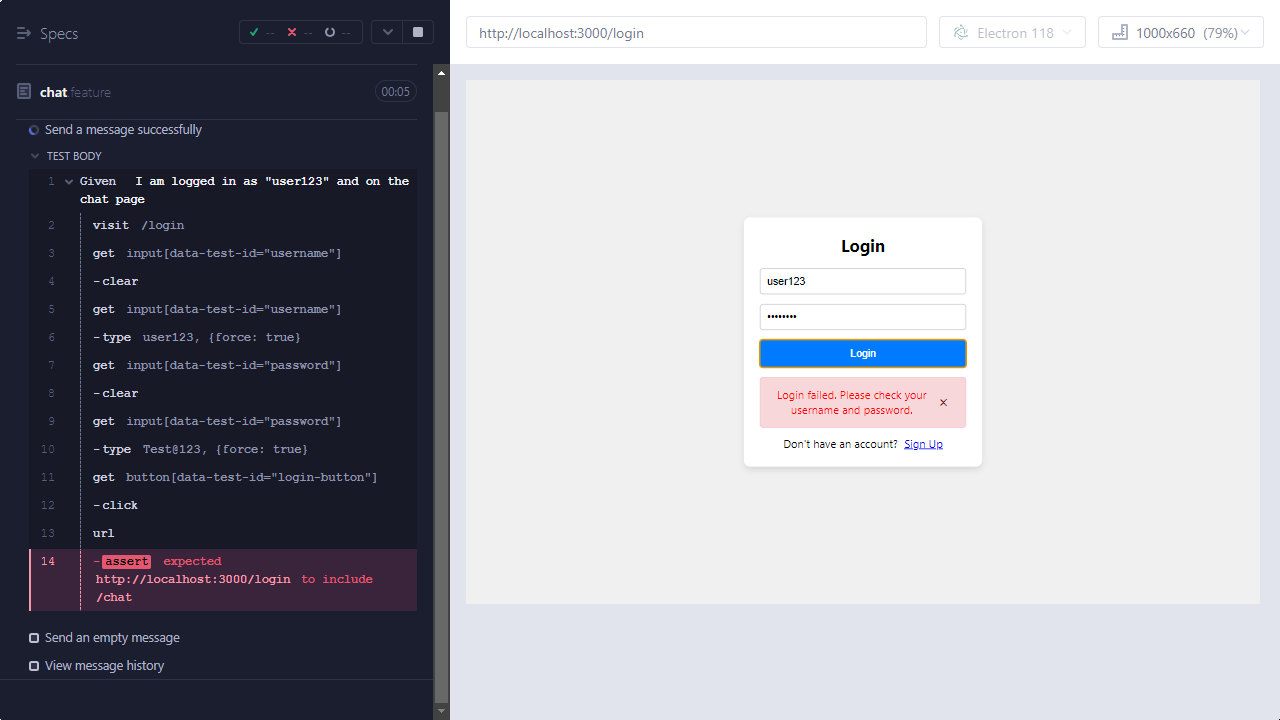 Specs
-- -- --
chat.feature
00:05
Send a message successfully
TEST BODY
1 Given I am logged in as "user123" and on the
chat page
2 visit /login
3 get input[data-test-id="username"]
4 -clear
5 get input[data-test-id="username"]
6 -type user123, {force: true}
7 get input[data-test-id="password"]
8 -clear
9 get input[data-test-id="password"]
10 -type Test@123, {force: true}
11 get button[data-test-id="login-button"]
12 -click
13 url
14 -assert expected
http://localhost:3000/login to include
/chat
Send an empty message
View message history
http://localhost:3000/login
Electron 118
1000x660 (79%)
Login
user123
••••••••
Login
Login failed. Please check your
username and password.
×
Don't have an account? Sign Up